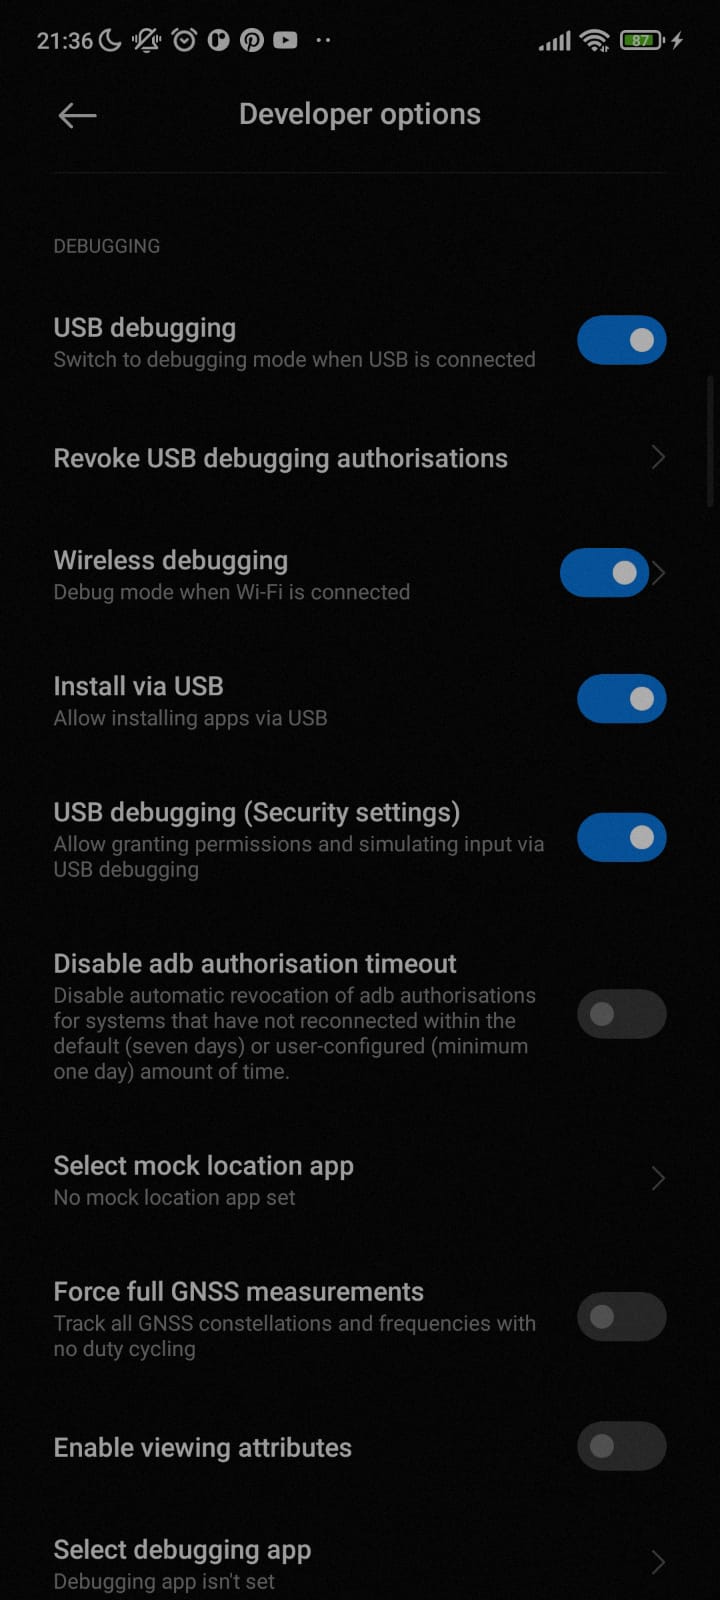 21:36
87
Developer options
DEBUGGING
USB debugging
Switch to debugging mode when USB is connected
Revoke USB debugging authorisations
Wireless debugging
Debug mode when Wi-Fi is connected
Install via USB
Allow installing apps via USB
USB debugging (Security settings)
Allow granting permissions and simulating input via
USB debugging
Disable adb authorisation timeout
Disable automatic revocation of adb authorisations
for systems that have not reconnected within the
default (seven days) or user-configured (minimum
one day) amount of time.
Select mock location app
No mock location app set
Force full GNSS measurements
Track all GNSS constellations and frequencies with
no duty cycling
Enable viewing attributes
Select debugging app
Debugging app isn't set